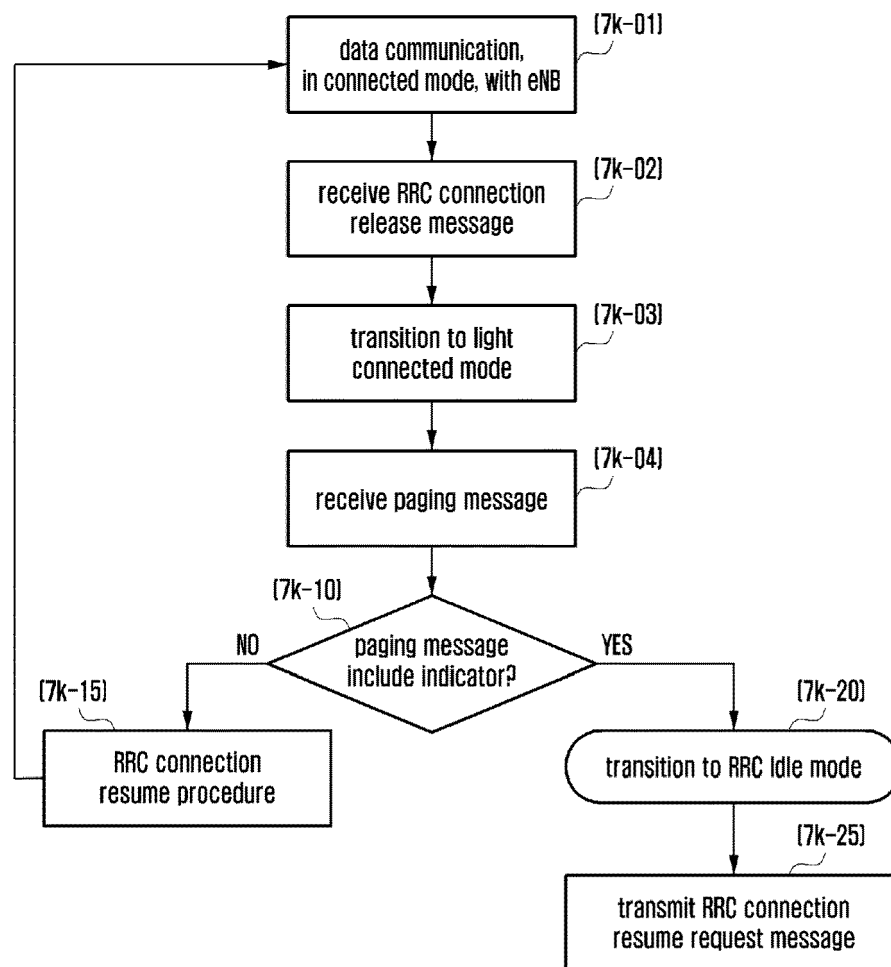 [7k-01]
data communication,
in connected mode, with eNB
[7k-02]
receive RRC connection
release message
[7k-03]
transition to light
connected mode
[7k-04]
receive paging message
[7k-10]
NO
paging message
include indicator?
YES
[7k-15]
RRC connection
resume procedure
[7k-20]
transition to RRC Idle mode
[7k-25]
transmit RRC connection
resume request message